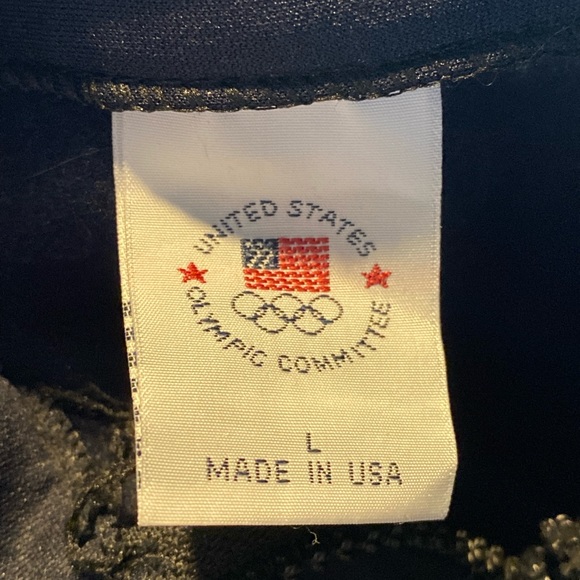 UNITED STATES
OLYMPIC COMMITTEE
L
MADE IN USA